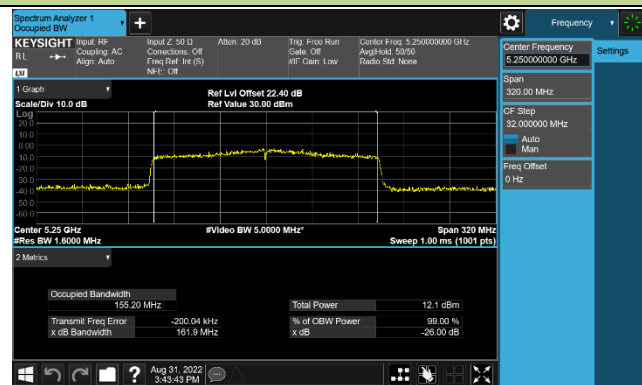 Spectrum Analyzer 1
Occupied BW
Frequency
KEYSIGHT
RL
LXI
Input: RF
Coupling: AC
Align: Auto
Input Z: 50 Ω
Corrections: Off
Freq Ref: Int (S)
NFE: Off
Atten: 20 dB
Trig: Free Run
Gate: Off
#IF Gain: Low
Center Freq: 5.250000000 GHz
Avg|Hold: 50/50
Radio Std: None
Center Frequency
5.250000000 GHz
Settings
Span
320.00 MHz
CF Step
32.000000 MHz
Auto
Man
Freq Offset
0 Hz
1 Graph
Scale/Div 10.0 dB
Ref Lvl Offset 22.40 dB
Ref Value 30.00 dBm
Log
20.0
10.0
0.00
-10.0
-20.0
-30.0
-40.0
-50.0
-60.0
Center 5.25 GHz
#Res BW 1.6000 MHz
#Video BW 5.0000 MHz*
Span 320 MHz
Sweep 1.00 ms (1001 pts)
2 Metrics
Occupied Bandwidth
155.20 MHz
Total Power 12.1 dBm
Transmit Freq Error -200.04 kHz
% of OBW Power 99.00 %
x dB Bandwidth 161.9 MHz
x dB -26.00 dB
Aug 31, 2022
3:43:43 PM